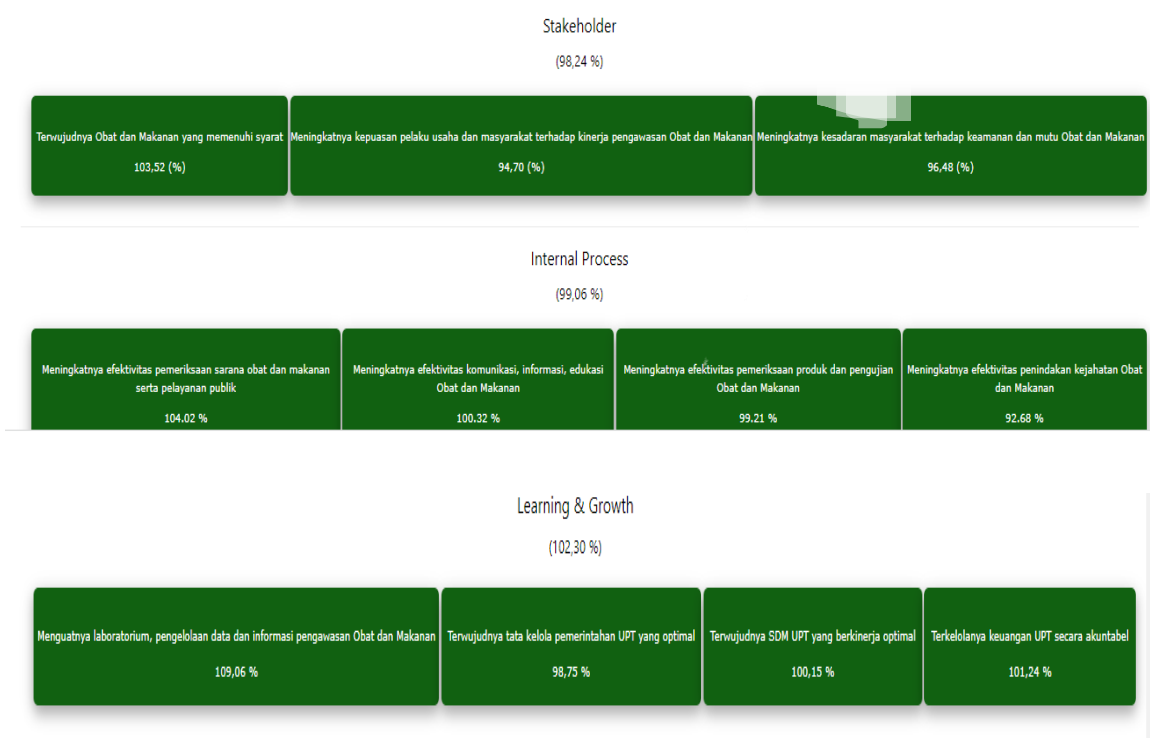 Stakeholder
(98,24 %)
Terwujudnya Obat dan Makanan yang memenuhi syarat
103,52 (%)
Meningkatnya kepuasan pelaku usaha dan masyarakat terhadap kinerja pengawasan Obat dan Makanan
94,70 (%)
Meningkatnya kesadaran masyarakat terhadap keamanan dan mutu Obat dan Makanan
96,48 (%)
Internal Process
(99,06 %)
Meningkatnya efektivitas pemeriksaan sarana obat dan makanan
serta pelayanan publik
104.02 %
Meningkatnya efektivitas komunikasi, informasi, edukasi
Obat dan Makanan
100.32 %
Meningkatnya efektivitas pemeriksaan produk dan pengujian
Obat dan Makanan
99.21 %
Meningkatnya efektivitas penindakan kejahatan Obat
dan Makanan
92.68 %
Learning & Growth
(102,30 %)
Menguatnya laboratorium, pengelolaan data dan informasi pengawasan Obat dan Makanan
109,06 %
Terwujudnya tata kelola pemerintahan UPT yang optimal
98,75 %
Terwujudnya SDM UPT yang berkinerja optimal
100,15 %
Terkelolanya keuangan UPT secara akuntabel
101,24 %